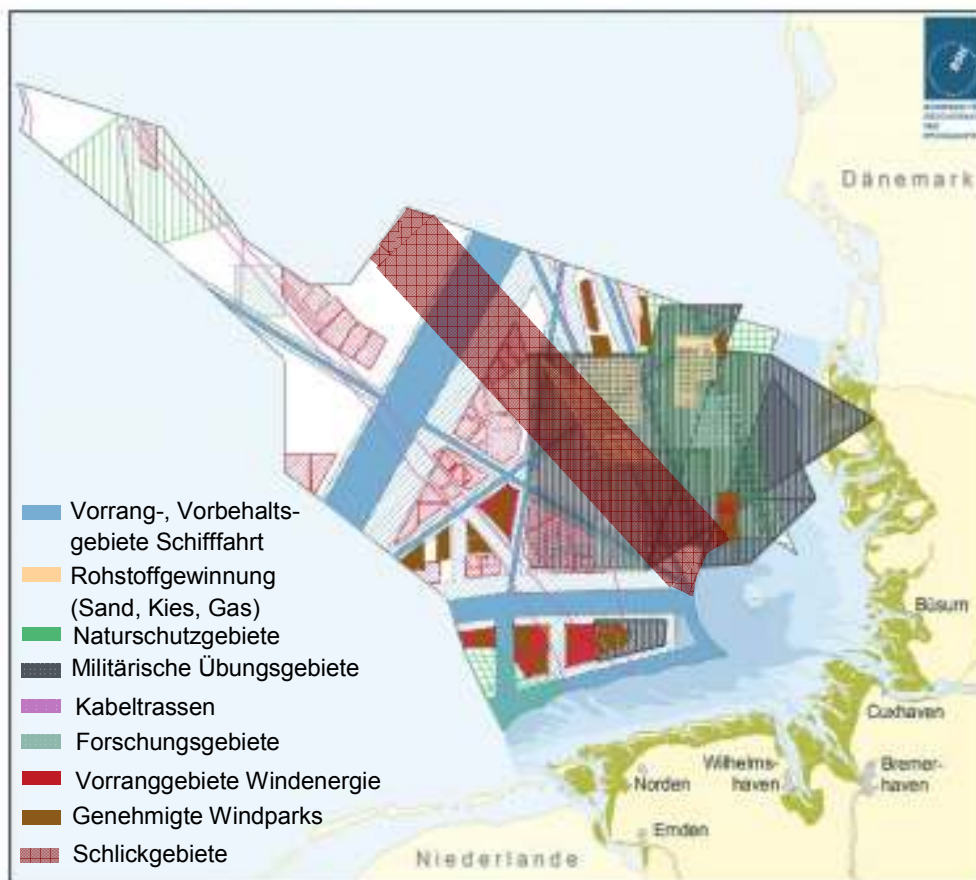 Dänemark
Vorrang-, Vorbehalts-
gebiete Schifffahrt
Rohstoffgewinnung
(Sand, Kies, Gas)
Naturschutzgebiete
Militärische Übungsgebiete
Kabeltrassen
Forschungsgebiete
Vorranggebiete Windenergie
Genehmigte Windparks
Schlickgebiete
Büsum
Cuxhaven
Wilhelms-
haven
Bremer-
haven
Norden
Emden
Niederlande